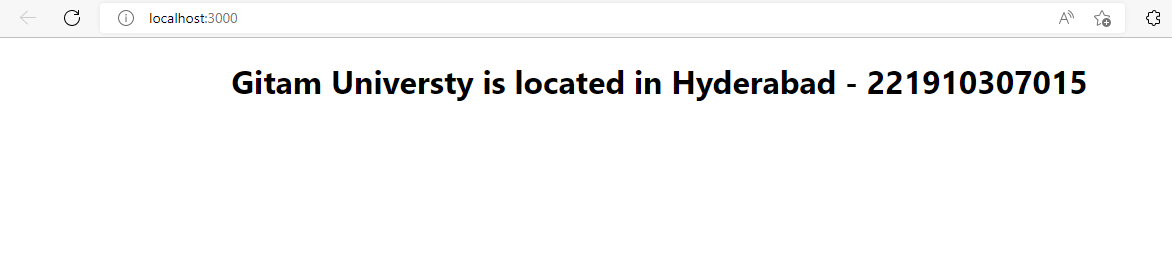 localhost:3000
Gitam Universty is located in Hyderabad - 221910307015